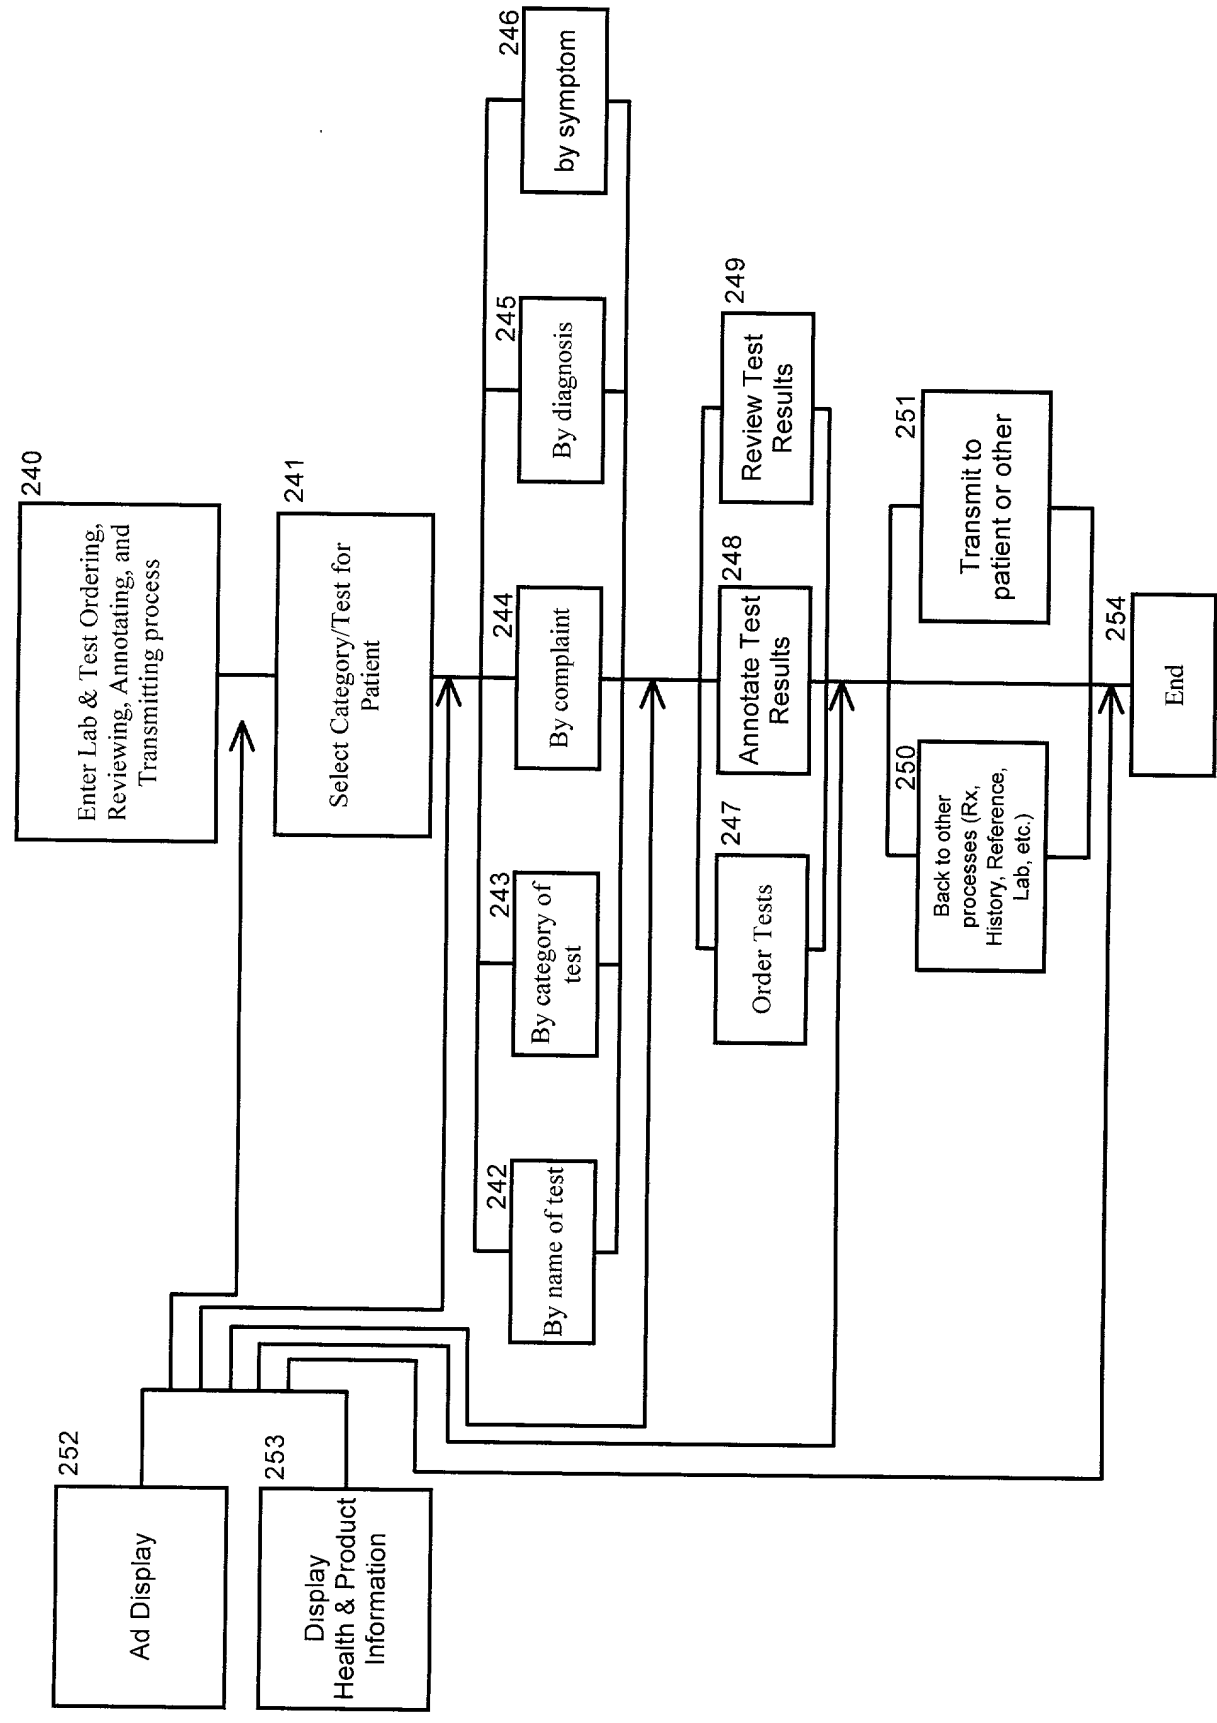 252
Ad Display
253
Display
Health & Product
Information
240
Enter Lab & Test Ordering,
Reviewing, Annotating, and
Transmitting process
241
Select Category/Test for
Patient
242
By name of test
243
By category of
test
244
By complaint
245
By diagnosis
246
by symptom
247
Order Tests
248
Annotate Test
Results
249
Review Test
Results
250
Back to other
processes (Rx,
History, Reference,
Lab, etc.)
251
Transmit to
patient or other
254
End